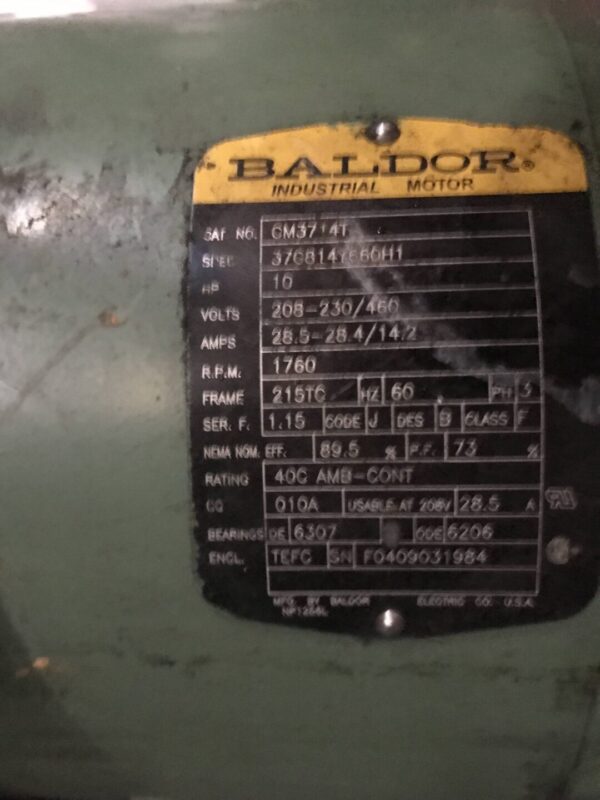 BALDOR®
INDUSTRIAL MOTOR
CAT NO. CM3714T
SPEC.
HP 10
VOLTS 208-230/460
AMPS 28.5-28.4/14.2
R.P.M. 1760
FRAME 215TC HZ 60 PH 3
SER. F. 1.15 CODE J DES B CLASS F
NEMA NOM. EFF. 89.5 % P.F. 73 %
RATING 40C AMB-CONT
CC 010A USABLE AT 208V 28.5 A
BEARINGS DE 6307 ODE 6206
ENCL. TEFC SN F0409031984
MFG. BY BALDOR ELECTRIC CO. U.S.A.